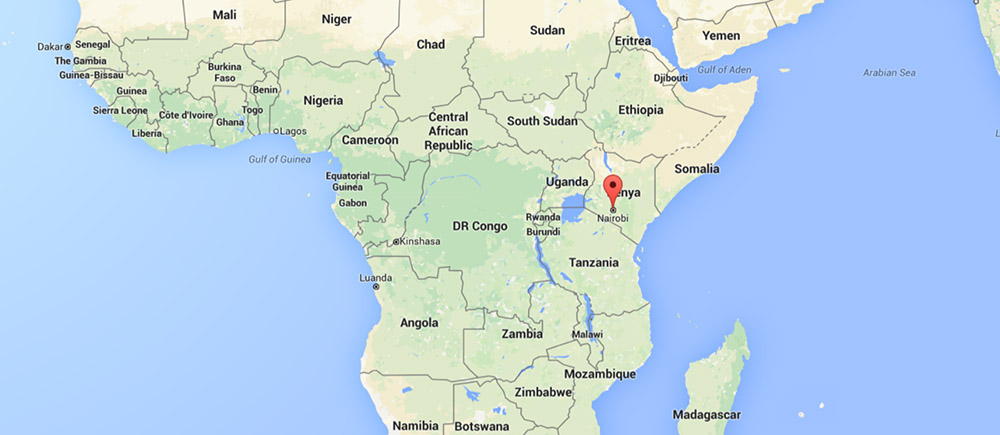 Mali
Niger
Sudan
Yemen
Chad
Eritrea
Dakar
Senegal
The Gambia
Guinea-Bissau
Burkina
Faso
Djibouti
Gulf of Aden
Arabian Sea
Guinea
Benin
Nigeria
Sierra Leone
Côte d'Ivoire
Togo
Ghana
Ethiopia
Liberia
Lagos
Central
African
Republic
South Sudan
Cameroon
Gulf of Guinea
Somalia
Equatorial
Guinea
Uganda
enya
Gabon
DR Congo
Rwanda
Nairobi
Burundi
Kinshasa
Tanzania
Luanda
Angola
Zambia
Malawi
Mozambique
Zimbabwe
Madagascar
Namibia
Botswana